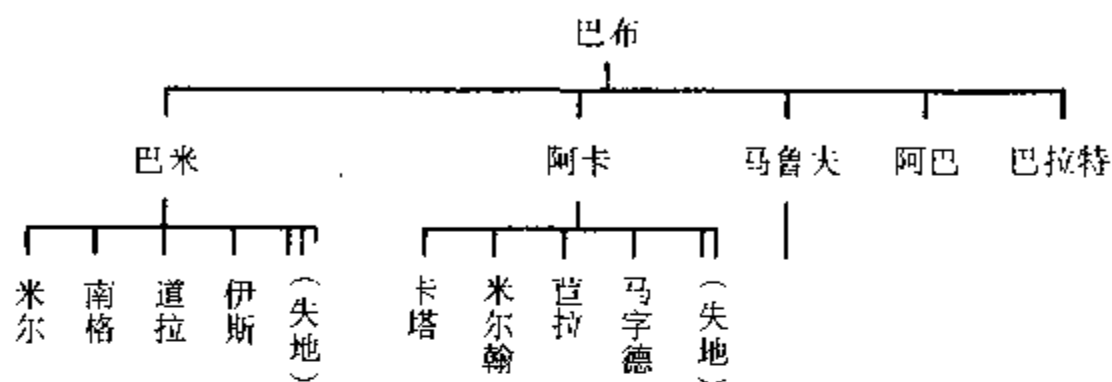 巴布
巴米 阿卡 马鲁夫 阿巴 巴拉特
米尔 南格 道拉 伊斯 (失地) 卡塔 米尔翰 芭拉 马字德 (失地)